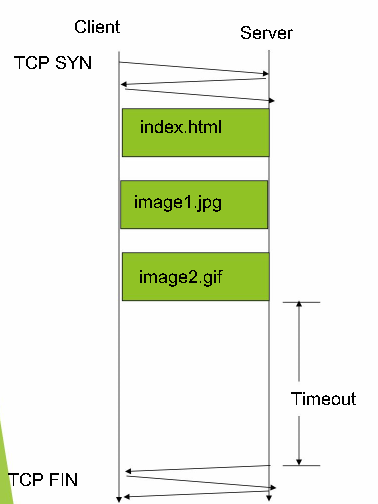 Client
Server
TCP SYN
index.html
image1.jpg
image2.gif
Timeout
TCP FIN